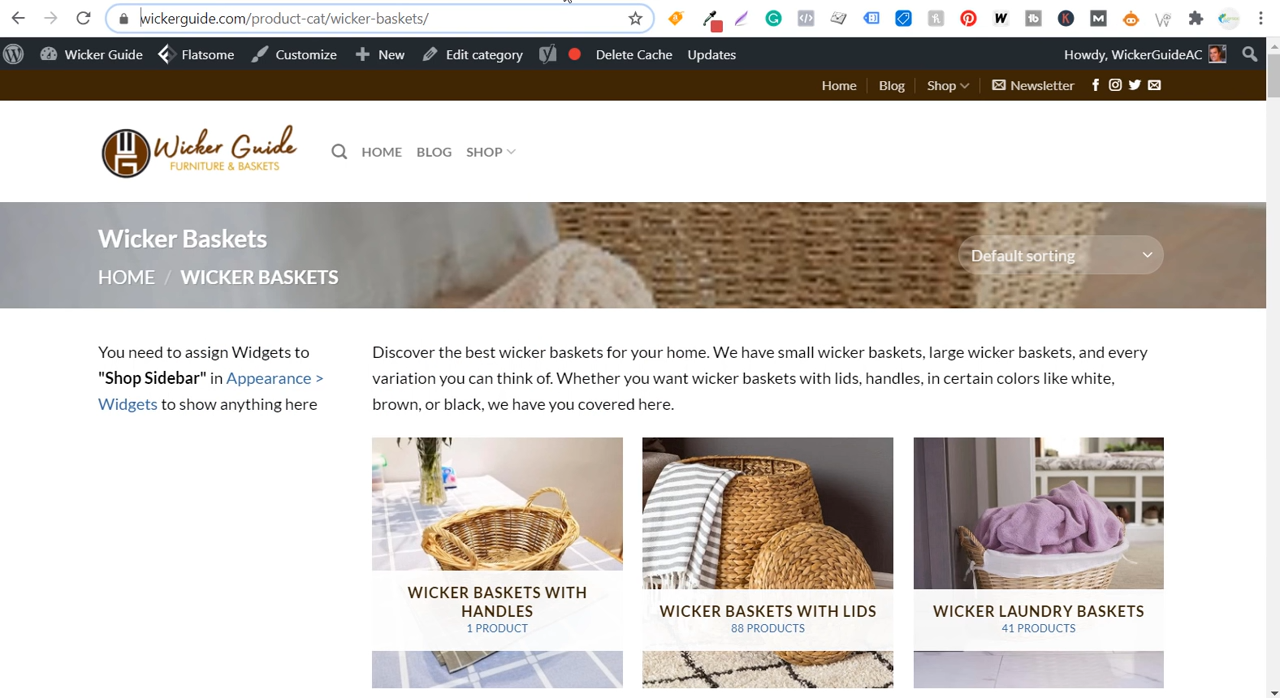 wickerguide.com/product-cat/wicker-baskets/
Wicker Guide Flatsome Customize New Edit category Delete Cache Updates Howdy, WickerGuideAC
Home Blog Shop Newsletter
Wicker Guide
FURNITURE & BASKETS
HOME BLOG SHOP
Wicker Baskets
HOME / WICKER BASKETS
Default sorting
You need to assign Widgets to
"Shop Sidebar" in Appearance >
Widgets to show anything here
Discover the best wicker baskets for your home. We have small wicker baskets, large wicker baskets, and every
variation you can think of. Whether you want wicker baskets with lids, handles, in certain colors like white,
brown, or black, we have you covered here.
WICKER BASKETS WITH
HANDLES
1 PRODUCT
WICKER BASKETS WITH LIDS
88 PRODUCTS
WICKER LAUNDRY BASKETS
41 PRODUCTS